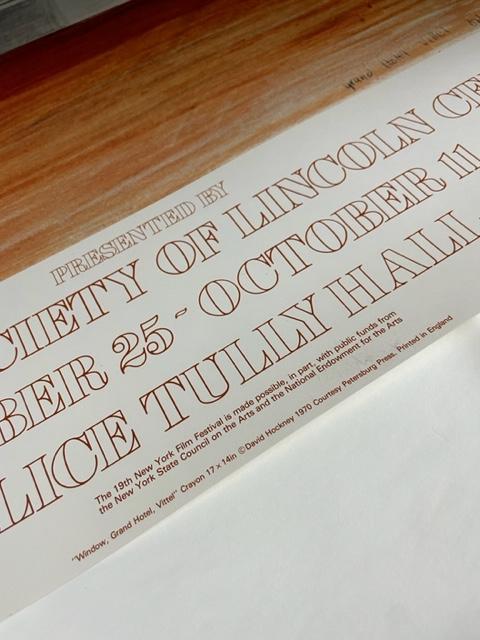 grand hotel vittel
PRESENTED BY
CIETY OF LINCOLN CE
BER 25 - OCTOBER 11
LICE TULLY HALL
The 19th New York Film Festival is made possible, in part, with public funds from
the New York State Council on the Arts and the National Endowment for the Arts
"Window, Grand Hotel, Vittel" Crayon 17 x 14in ©David Hockney 1970 Courtesy Petersburg Press. Printed in England